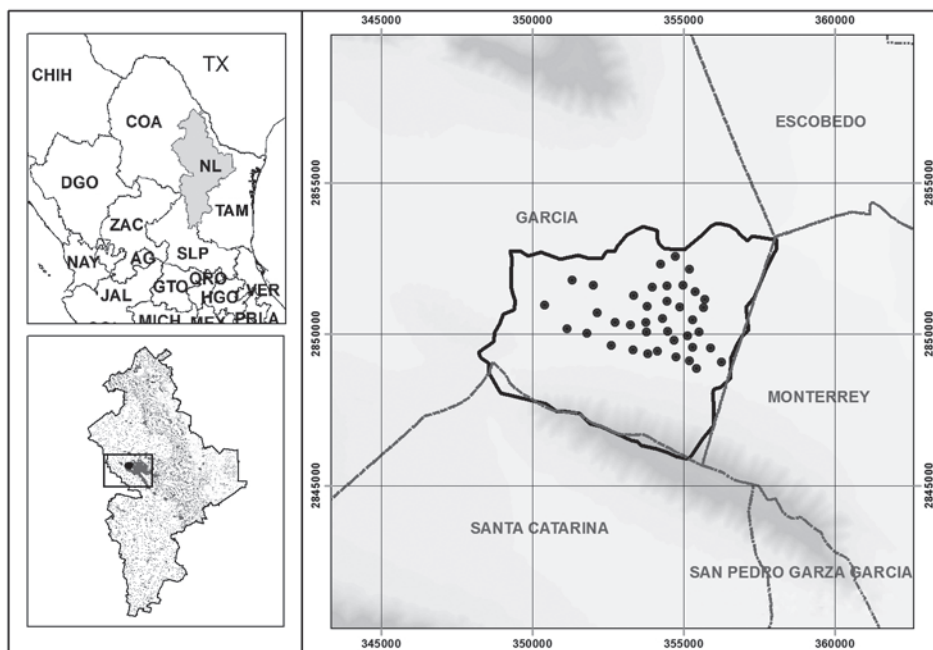 TX
CHIH
COA
NL
DGO
TAM
ZAC
SLP
NAY
AG
QRO
VER
JAL
GTO
HGO
MICH
PBLA
345000
350000
355000
360000
ESCOBEDO
2855000
2855000
GARCIA
2850000
2850000
MONTERREY
2845000
2845000
SANTA CATARINA
SAN PEDRO GARZA GARCIA
345000
350000
355000
360000